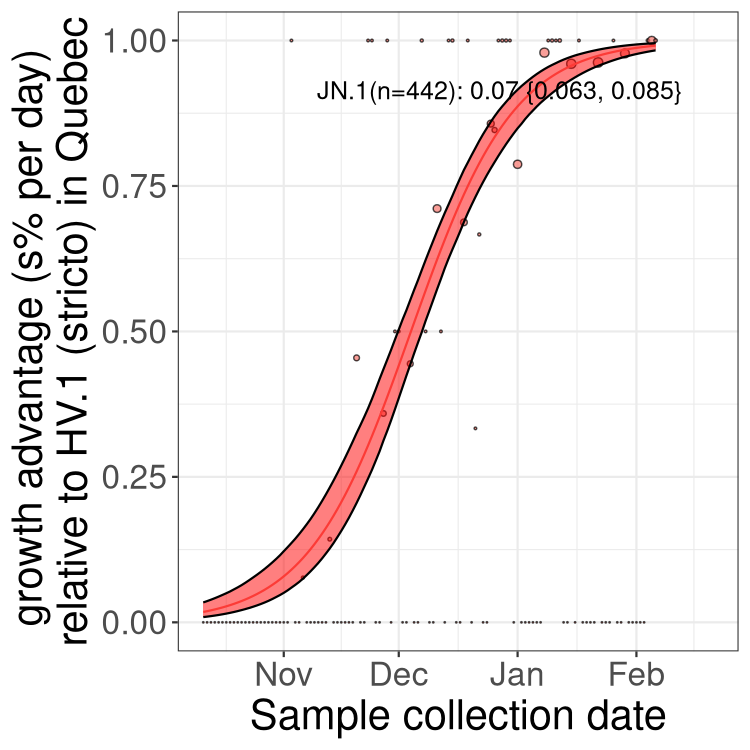 growth advantage (s% per day)
relative to HV.1 (stricto) in Quebec
1.00
0.75
0.50
0.25
0.00
JN.1(n=442): 0.07 {0.063, 0.085}
Nov Dec Jan Feb
Sample collection date